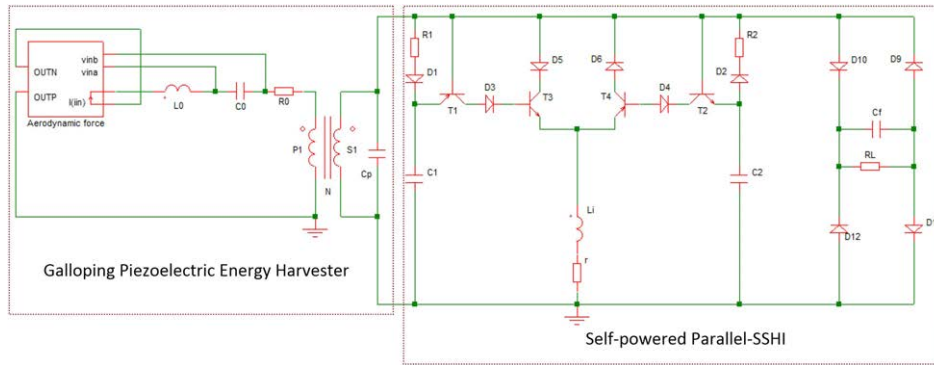 OUTN
OUTP
vinb
vina
I(iin)
Aerodynamic force
L0
C0
R0
P1
S1
N
Cp
Galloping Piezoelectric Energy Harvester
R1
D1
T1
D3
D5
T3
D6
T4
D4
T2
R2
D2
C1
C2
Li
r
D10
D9
Cf
RL
D12
D1
Self-powered Parallel-SSHI